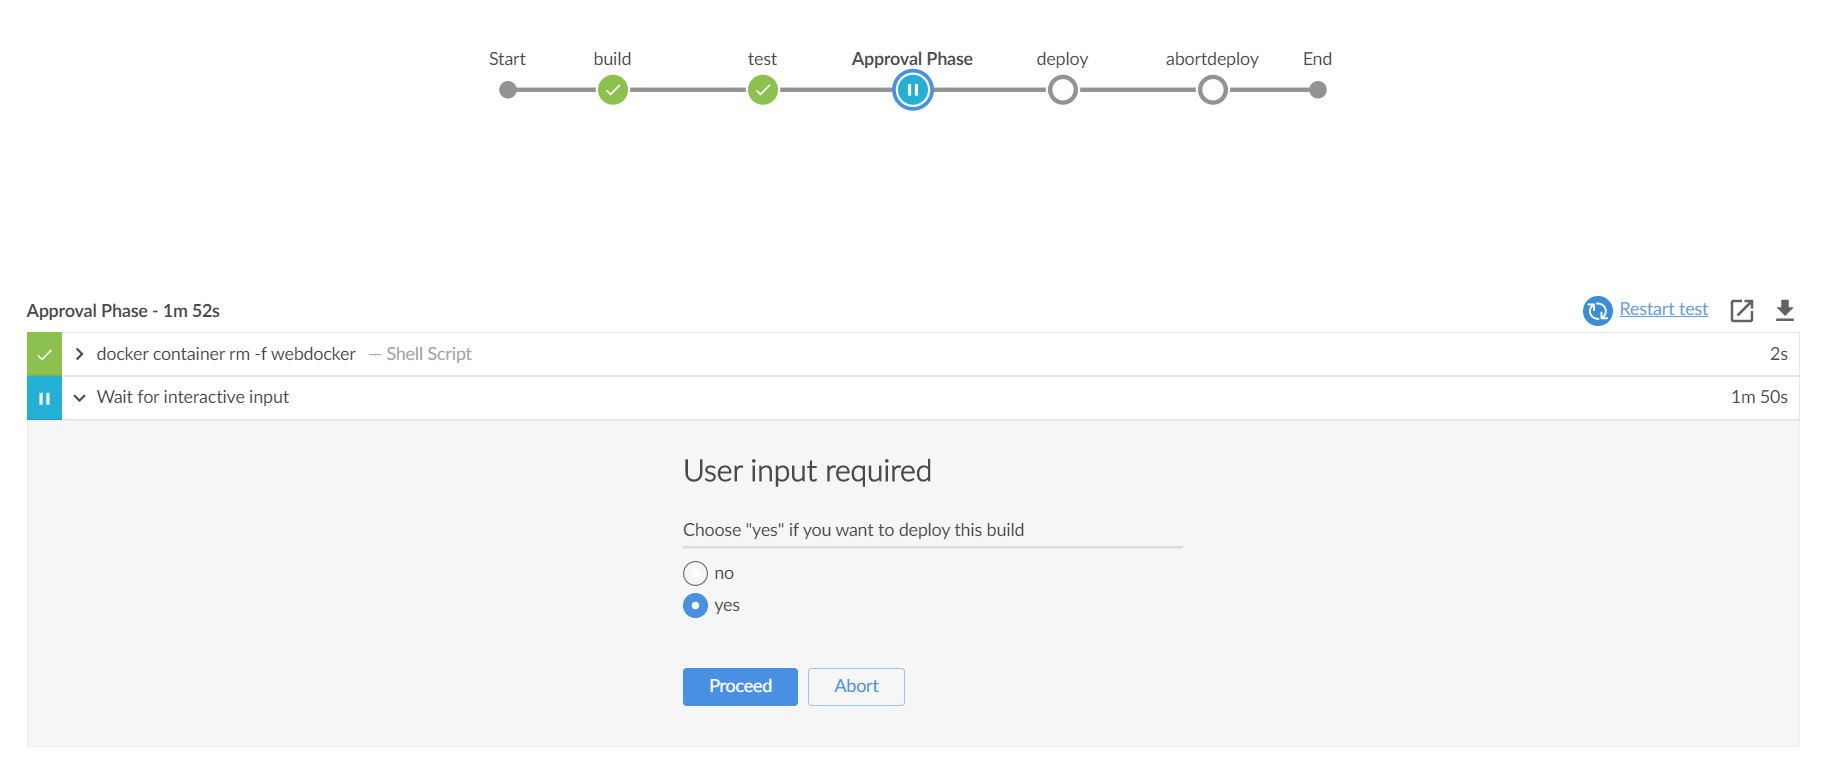 Start build test Approval Phase deploy abortdeploy End
Approval Phase - 1m 52s Restart test
docker container rm -f webdocker — Shell Script 2s
Wait for interactive input 1m 50s
User input required
Choose "yes" if you want to deploy this build
no
yes
Proceed Abort